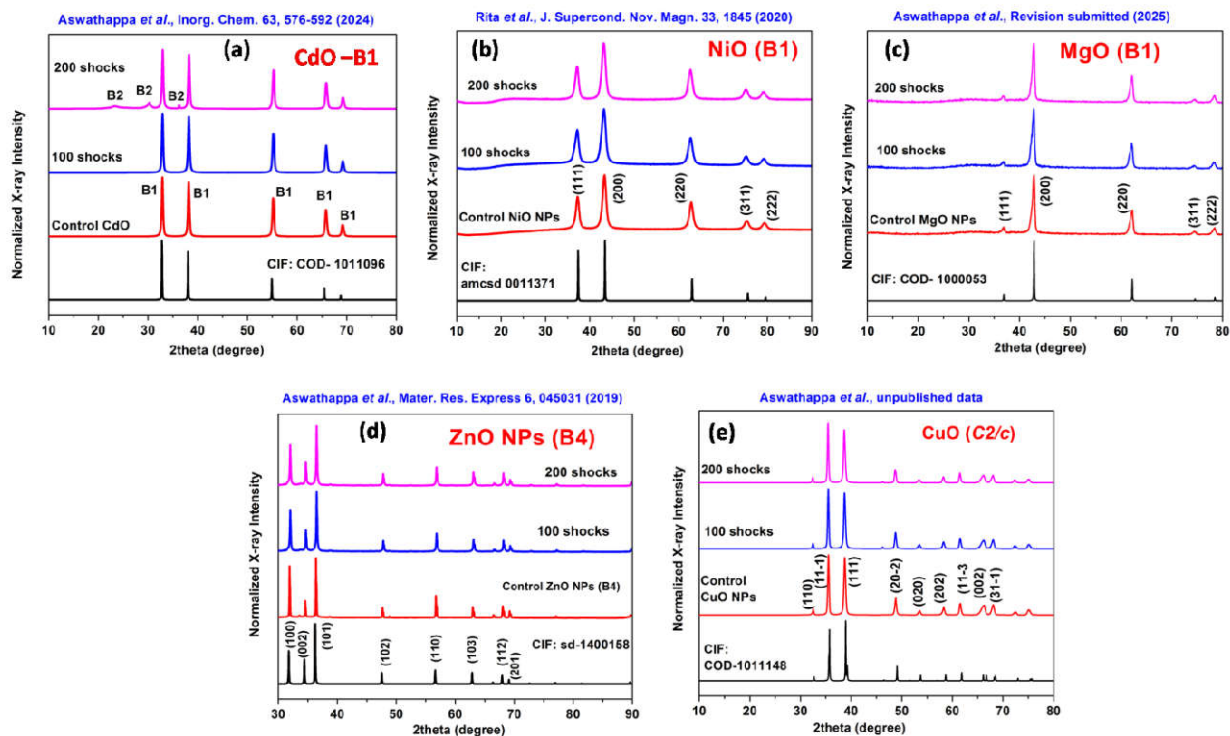 Aswathappa et al., Inorg. Chem. 63, 576-592 (2024)
(a)
CdO –B1
200 shocks
B2
B2
B2
100 shocks
B1
B1
B1
B1
B1
Control CdO
CIF: COD- 1011096
Normalized X-ray Intensity
10 20 30 40 50 60 70 80
2theta (degree)
Rita et al., J. Supercond. Nov. Magn. 33, 1845 (2020)
(b)
NiO (B1)
200 shocks
100 shocks
(111)
(200)
(220)
(311)
(222)
Control NiO NPs
CIF:
amcsd 0011371
Normalized X-ray Intensity
10 20 30 40 50 60 70 80 90
2theta (degree)
Aswathappa et al., Revision submitted (2025)
(c)
MgO (B1)
200 shocks
100 shocks
(111)
(200)
(220)
(311)
(222)
Control MgO NPs
CIF: COD- 1000053
Normalized X-ray Intensity
10 20 30 40 50 60 70 80
2theta (degree)
Aswathappa et al., Mater. Res. Express 6, 045031 (2019)
(d)
ZnO NPs (B4)
200 shocks
100 shocks
Control ZnO NPs (B4)
(100)
(002)
(101)
(102)
(110)
(103)
(112)
(201)
CIF: sd-1400158
Normalized X-ray Intensity
30 40 50 60 70 80 90
2theta (degree)
Aswathappa et al., unpublished data
(e)
CuO (C2/c)
200 shocks
100 shocks
Control
CuO NPs
(110)
(11-1)
(111)
(20-2)
(020)
(202)
(11-3
(002)
(31-1)
CIF:
COD-1011148
Normalized X-ray Intensity
10 20 30 40 50 60 70 80
2theta (degree)